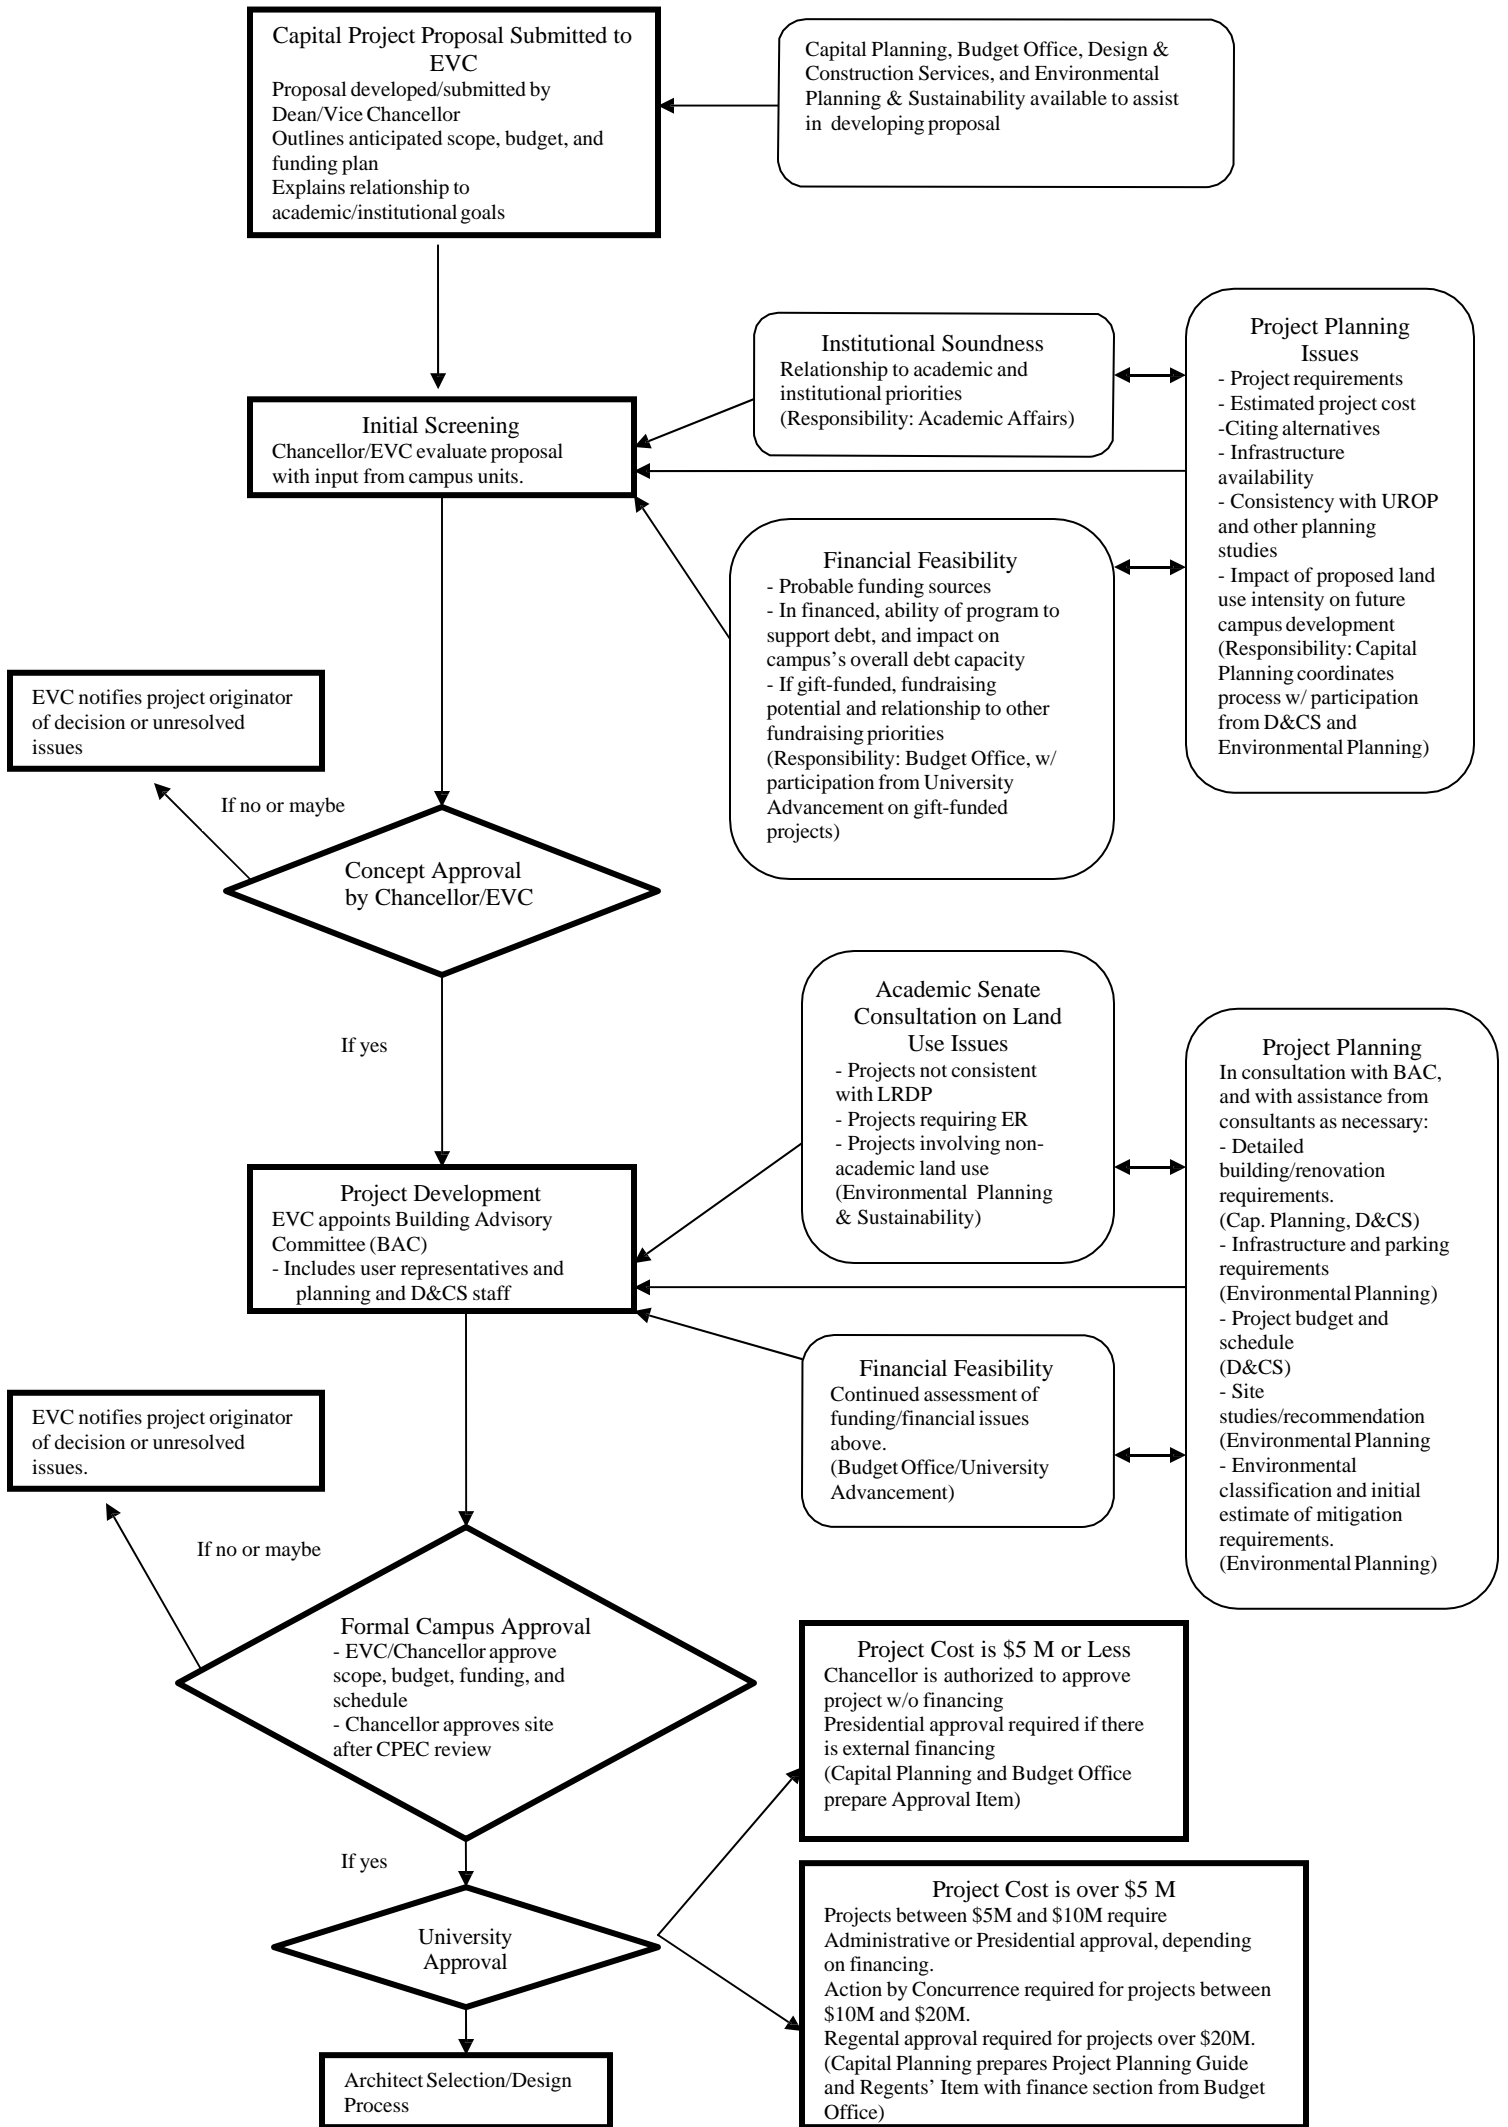 Capital Project Proposal Submitted to
EVC
Proposal developed/submitted by
Dean/Vice Chancellor
Outlines anticipated scope, budget, and
funding plan
Explains relationship to
academic/institutional goals
Capital Planning, Budget Office, Design &
Construction Services, and Environmental
Planning & Sustainability available to assist
in developing proposal
Initial Screening
Chancellor/EVC evaluate proposal
with input from campus units.
Institutional Soundness
Relationship to academic and
institutional priorities
(Responsibility: Academic Affairs)
Project Planning
Issues
- Project requirements
- Estimated project cost
-Citing alternatives
- Infrastructure
availability
- Consistency with UROP
and other planning
studies
- Impact of proposed land
use intensity on future
campus development
(Responsibility: Capital
Planning coordinates
process w/ participation
from D&CS and
Environmental Planning)
Financial Feasibility
- Probable funding sources
- In financed, ability of program to
support debt, and impact on
campus’s overall debt capacity
- If gift-funded, fundraising
potential and relationship to other
fundraising priorities
(Responsibility: Budget Office, w/
participation from University
Advancement on gift-funded
projects)
EVC notifies project originator
of decision or unresolved
issues
If no or maybe
Concept Approval
by Chancellor/EVC
If yes
Academic Senate
Consultation on Land
Use Issues
- Projects not consistent
with LRDP
- Projects requiring ER
- Projects involving non-
academic land use
(Environmental Planning
& Sustainability)
Project Planning
In consultation with BAC,
and with assistance from
consultants as necessary:
- Detailed
building/renovation
requirements.
(Cap. Planning, D&CS)
- Infrastructure and parking
requirements
(Environmental Planning)
- Project budget and
schedule
(D&CS)
- Site
studies/recommendation
(Environmental Planning
- Environmental
classification and initial
estimate of mitigation
requirements.
(Environmental Planning)
Project Development
EVC appoints Building Advisory
Committee (BAC)
- Includes user representatives and
planning and D&CS staff
Financial Feasibility
Continued assessment of
funding/financial issues
above.
(Budget Office/University
Advancement)
EVC notifies project originator
of decision or unresolved
issues.
If no or maybe
Formal Campus Approval
- EVC/Chancellor approve
scope, budget, funding, and
schedule
- Chancellor approves site
after CPEC review
If yes
Project Cost is $5 M or Less
Chancellor is authorized to approve
project w/o financing
Presidential approval required if there
is external financing
(Capital Planning and Budget Office
prepare Approval Item)
University
Approval
Project Cost is over $5 M
Projects between $5M and $10M require
Administrative or Presidential approval, depending
on financing.
Action by Concurrence required for projects between
$10M and $20M.
Regental approval required for projects over $20M.
(Capital Planning prepares Project Planning Guide
and Regents’ Item with finance section from Budget
Office)
Architect Selection/Design
Process